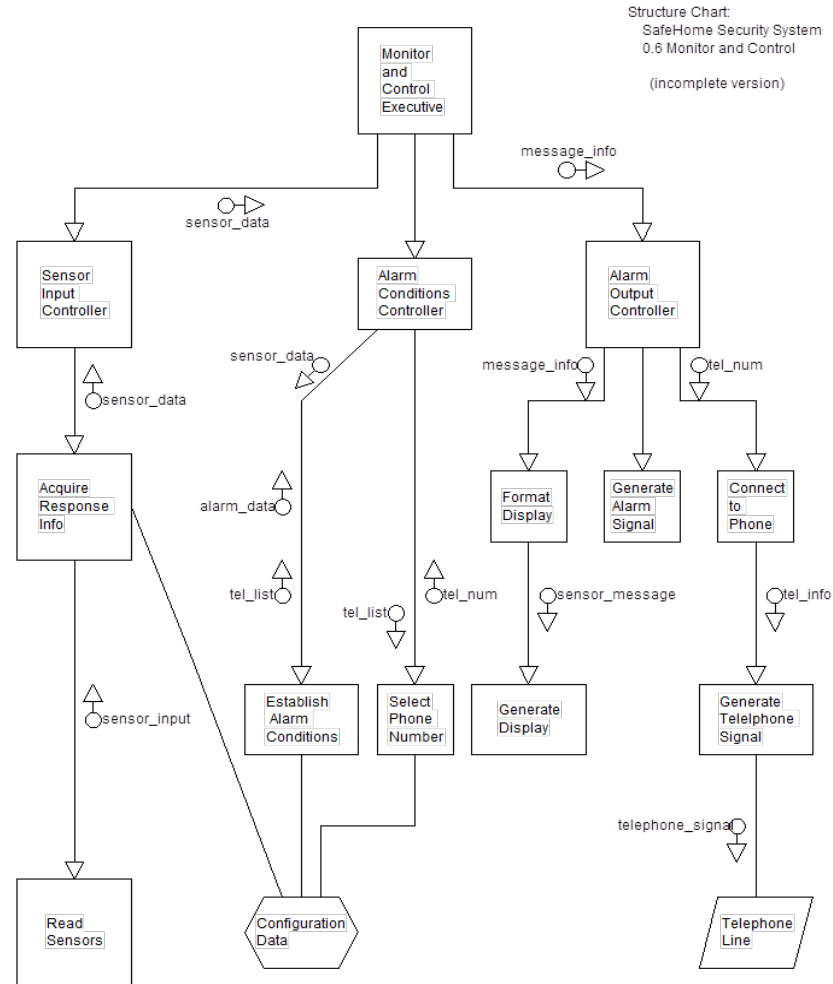 Structure Chart:
SafeHome Security System
0.6 Monitor and Control
(incomplete version)
Monitor
and
Control
Executive
message_info
sensor_data
Sensor
Input
Controller
Alarm
Conditions
Controller
Alarm
Output
Controller
sensor_data
message_info
tel_num
sensor_data
Acquire
Response
Info
Format
Display
Generate
Alarm
Signal
Connect
to
Phone
alarm_data
tel_list
tel_num
tel_list
sensor_message
tel_info
sensor_input
Establish
Alarm
Conditions
Select
Phone
Number
Generate
Display
Generate
Telelphone
Signal
telephone_signal
Read
Sensors
Configuration
Data
Telephone
Line